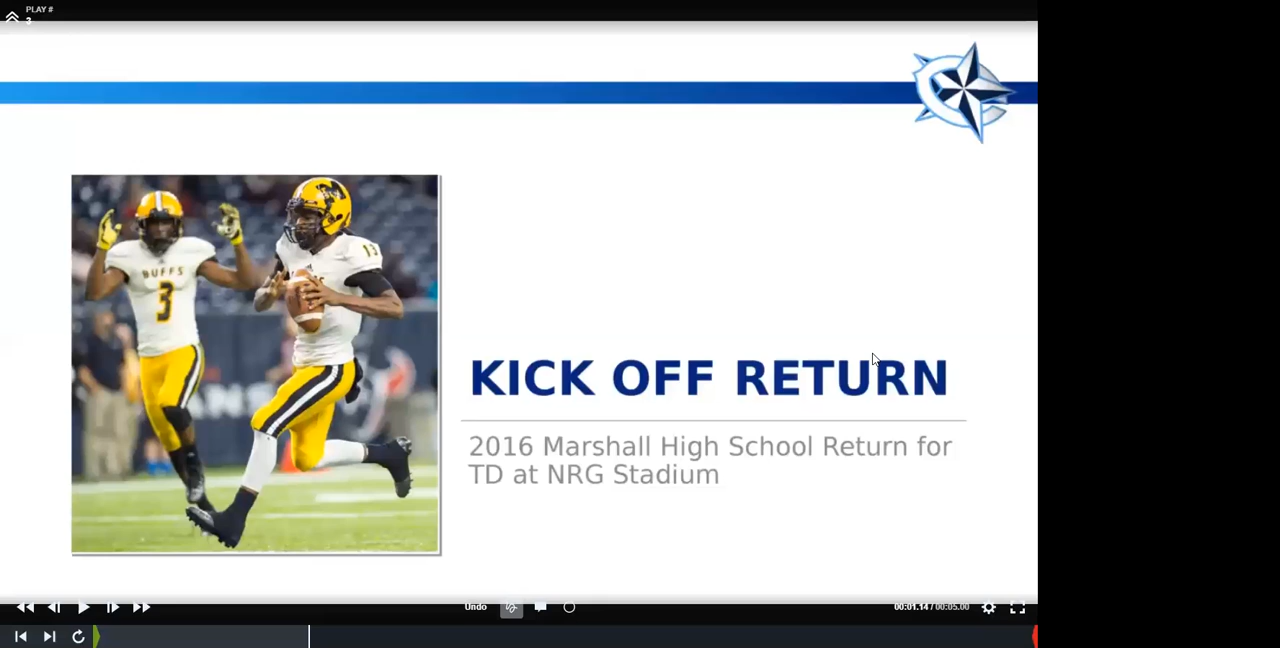 PLAY #
3
BUFFS
3
13
KICK OFF RETURN
2016 Marshall High School Return for
TD at NRG Stadium
Undo
00:01.14 / 00:05.00